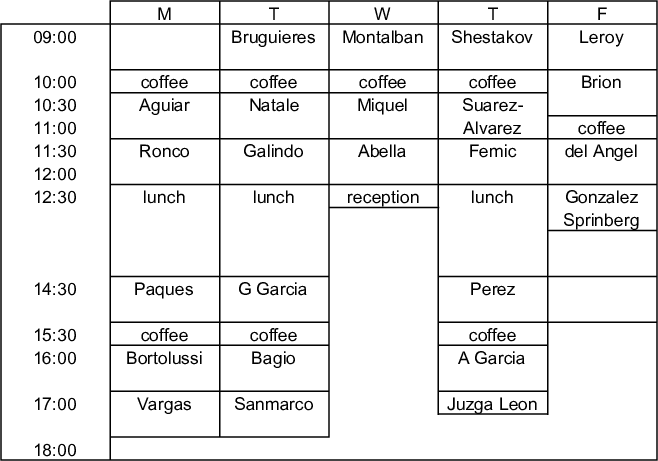 M T W T F
09:00 Bruguieres Montalban Shestakov Leroy
10:00 coffee coffee coffee coffee Brion
10:30 Aguiar Natale Miquel Suarez-
11:00 Alvarez coffee
11:30 Ronco Galindo Abella Femic del Angel
12:00
12:30 lunch lunch reception lunch Gonzalez
Sprinberg
14:30 Paques G Garcia Perez
15:30 coffee coffee coffee
16:00 Bortolussi Bagio A Garcia
17:00 Vargas Sanmarco Juzga Leon
18:00